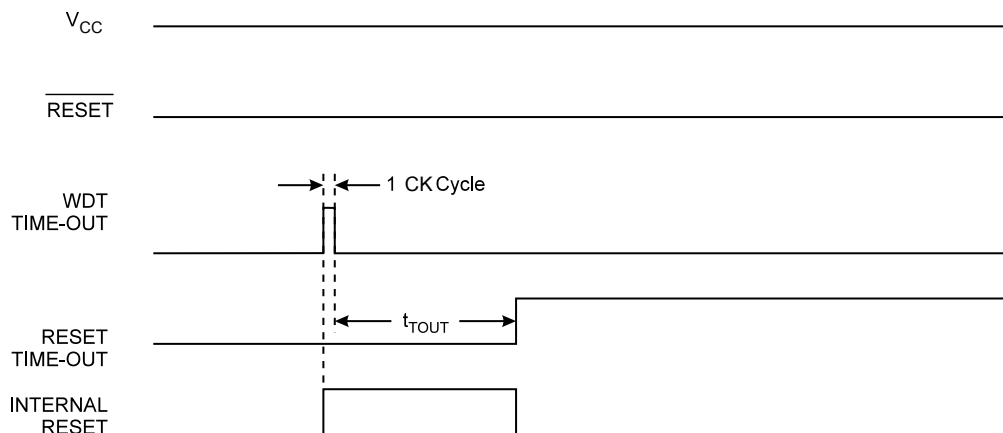 VCC
RESET
1 CK Cycle
WDT
TIME-OUT
tTOUT
RESET
TIME-OUT
INTERNAL
RESET